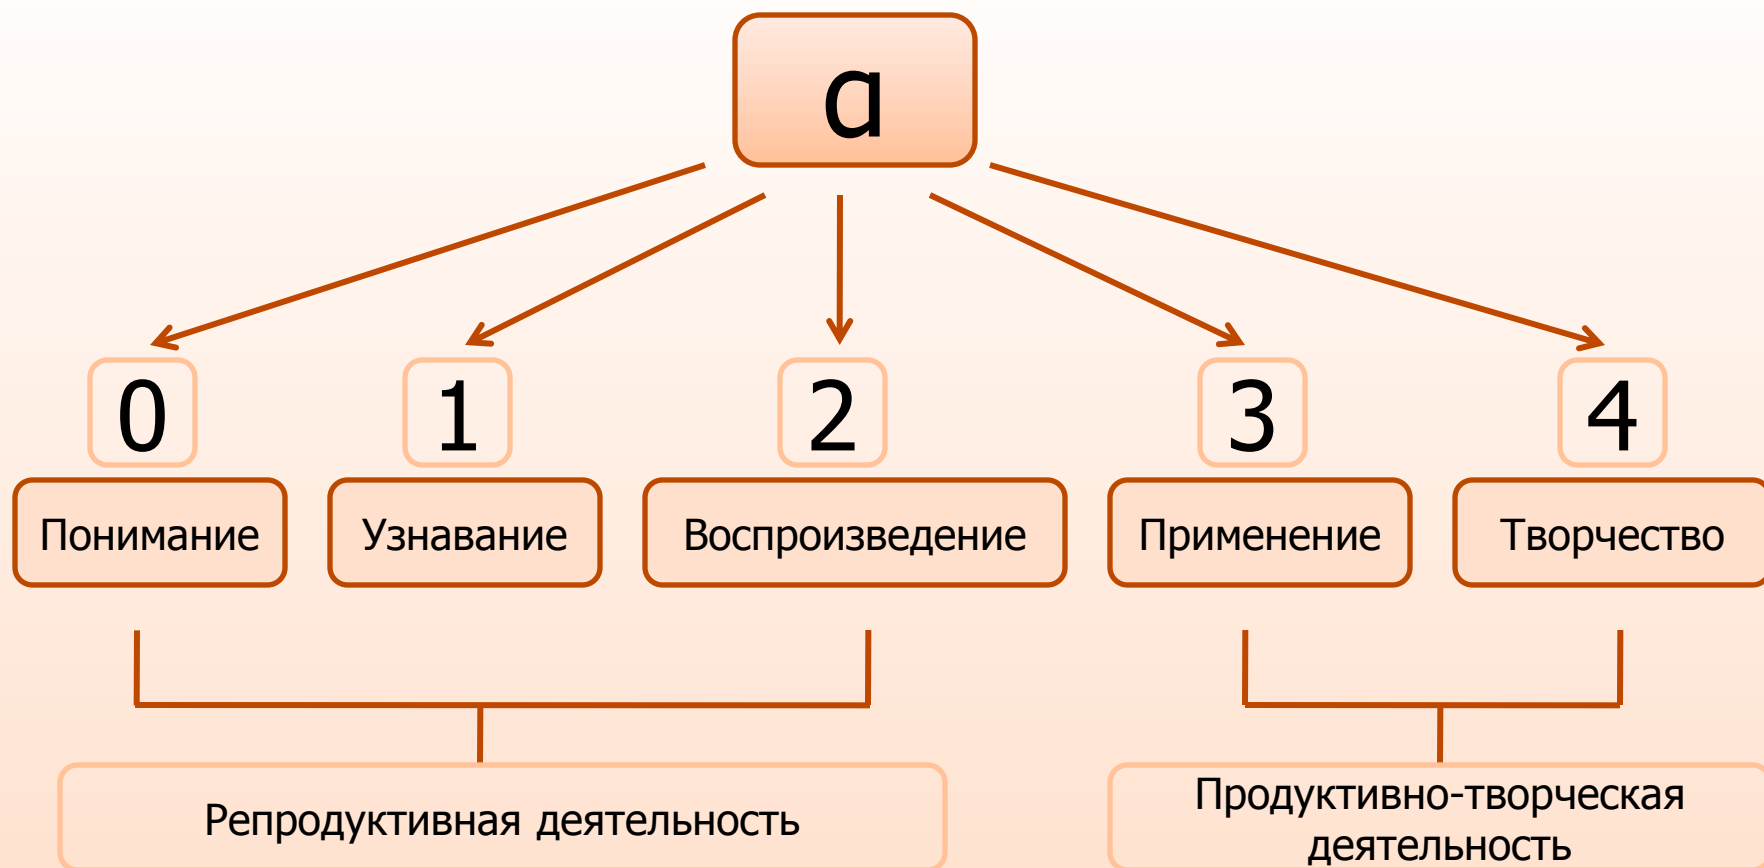 α
0
1
2
3
4
Понимание
Узнавание
Воспроизведение
Применение
Творчество
Репродуктивная деятельность
Продуктивно-творческая
деятельность